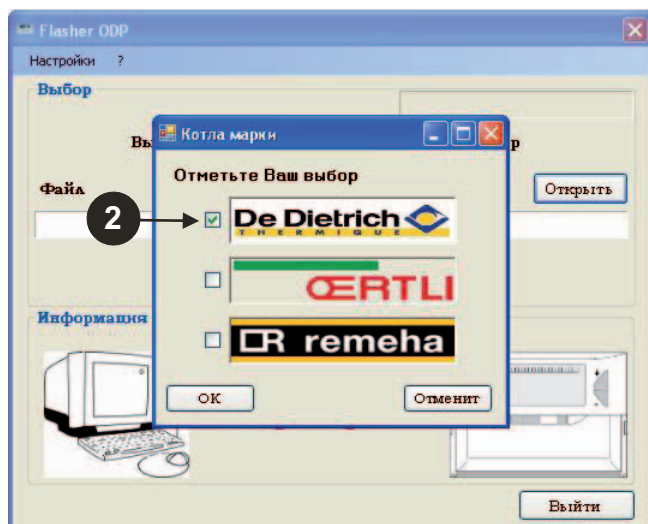 Flasher ODP
Настройки ?
Выбор
Вы
р
Файл
Открыть
Котла марки
Отметьте Ваш выбор
2
De Dietrich
THERMIQUE
ŒRTLI
remeha
OK
Отменит
Информация
Выйти